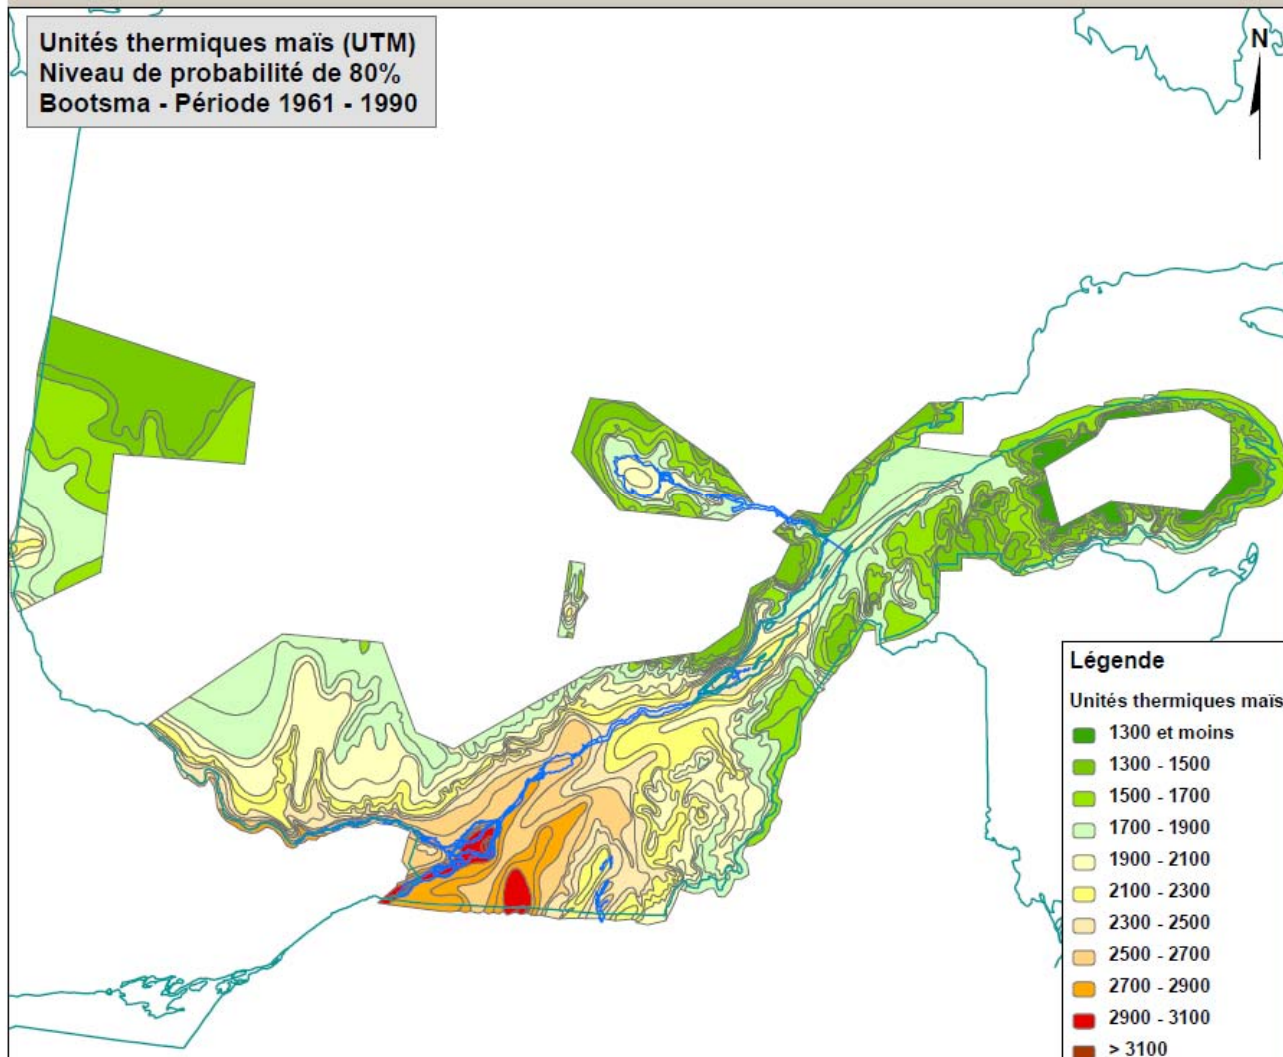 Unités thermiques maïs (UTM)
Niveau de probabilité de 80%
Bootsma - Période 1961 - 1990
N
Légende
Unités thermiques maïs
1300 et moins
1300 - 1500
1500 - 1700
1700 - 1900
1900 - 2100
2100 - 2300
2300 - 2500
2500 - 2700
2700 - 2900
2900 - 3100
> 3100